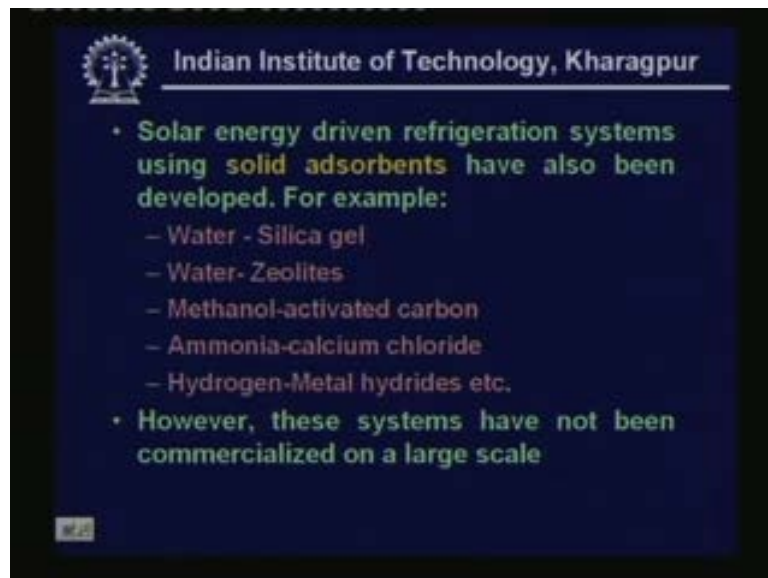 Indian Institute of Technology, Kharagpur
• Solar energy driven refrigeration systems
using solid adsorbents have also been
developed. For example:
– Water - Silica gel
– Water- Zeolites
– Methanol-activated carbon
– Ammonia-calcium chloride
– Hydrogen-Metal hydrides etc.
• However, these systems have not been
commercialized on a large scale